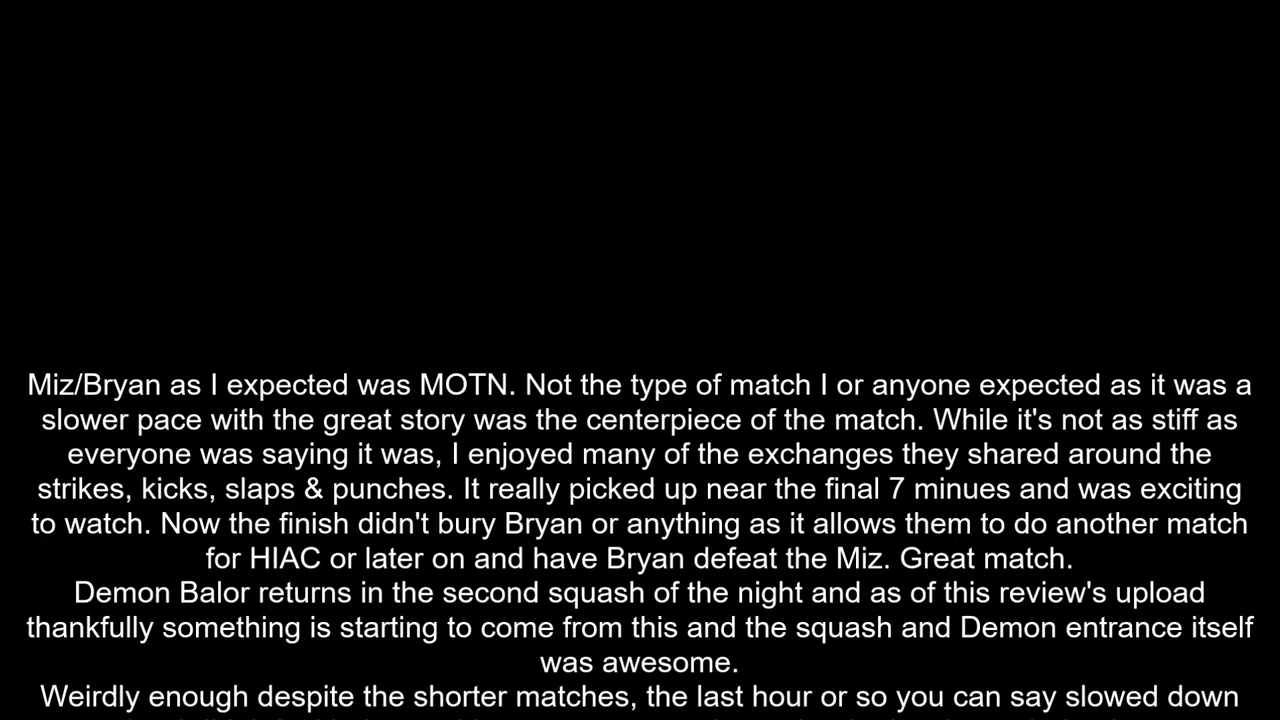 Miz/Bryan as I expected was MOTN. Not the type of match I or anyone expected as it was a
slower pace with the great story was the centerpiece of the match. While it's not as stiff as
everyone was saying it was, I enjoyed many of the exchanges they shared around the
strikes, kicks, slaps & punches. It really picked up near the final 7 minues and was exciting
to watch. Now the finish didn't bury Bryan or anything as it allows them to do another match
for HIAC or later on and have Bryan defeat the Miz. Great match.
Demon Balor returns in the second squash of the night and as of this review's upload
thankfully something is starting to come from this and the squash and Demon entrance itself
was awesome.
Weirdly enough despite the shorter matches, the last hour or so you can say slowed down